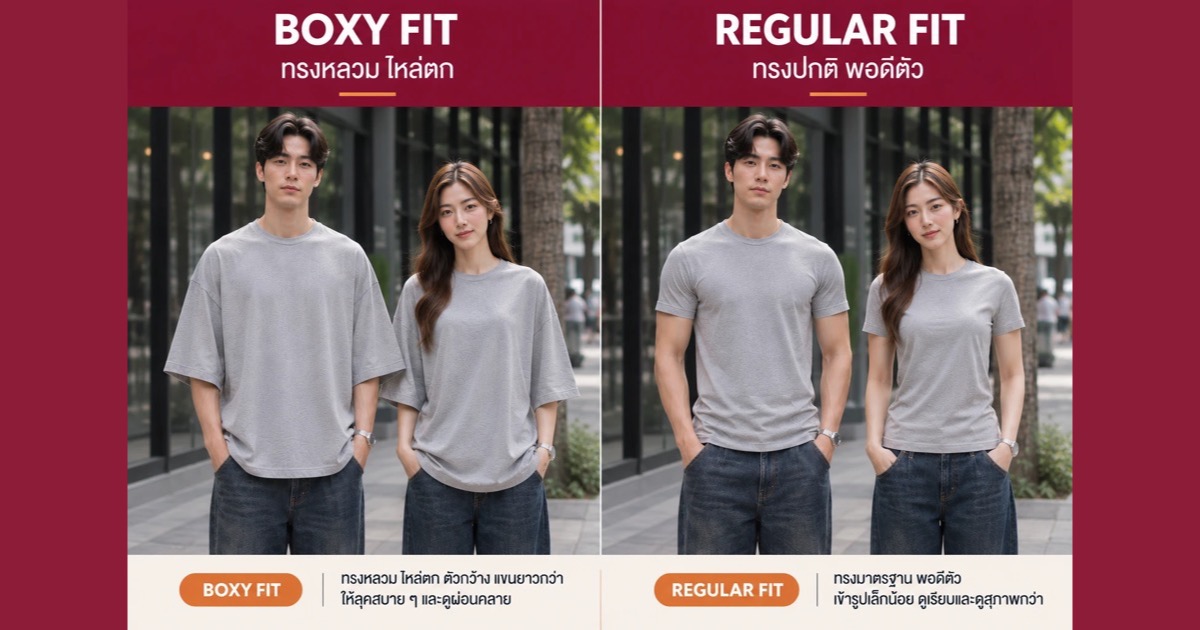 BOXY FIT
ทรงหลวม ไหล่ตก
REGULAR FIT
ทรงปกติ พอดีตัว
BOXY FIT
ทรงหลวม ไหล่ตก ตัวกว้าง แขนยาวกว่า
ให้ลุคสบาย ๆ และดูผ่อนคลาย
REGULAR FIT
ทรงมาตรฐาน พอดีตัว
เข้ารูปเล็กน้อย ดูเรียบและดูสุภาพกว่า